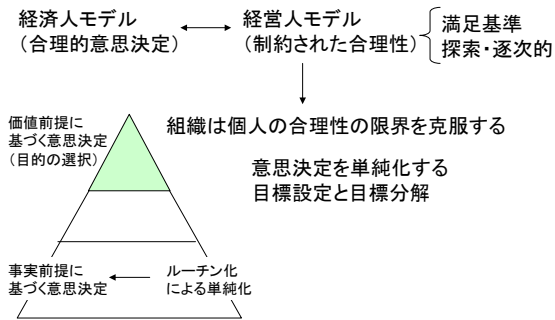 経済人モデル
(合理的意思決定)
経営人モデル
(制約された合理性)
満足基準
探索・逐次的
組織は個人の合理性の限界を克服する
意思決定を単純化する
目標設定と目標分解
価値前提に
基づく意思決定
(目的の選択)
事実前提に
基づく意思決定
ルーチン化
による単純化